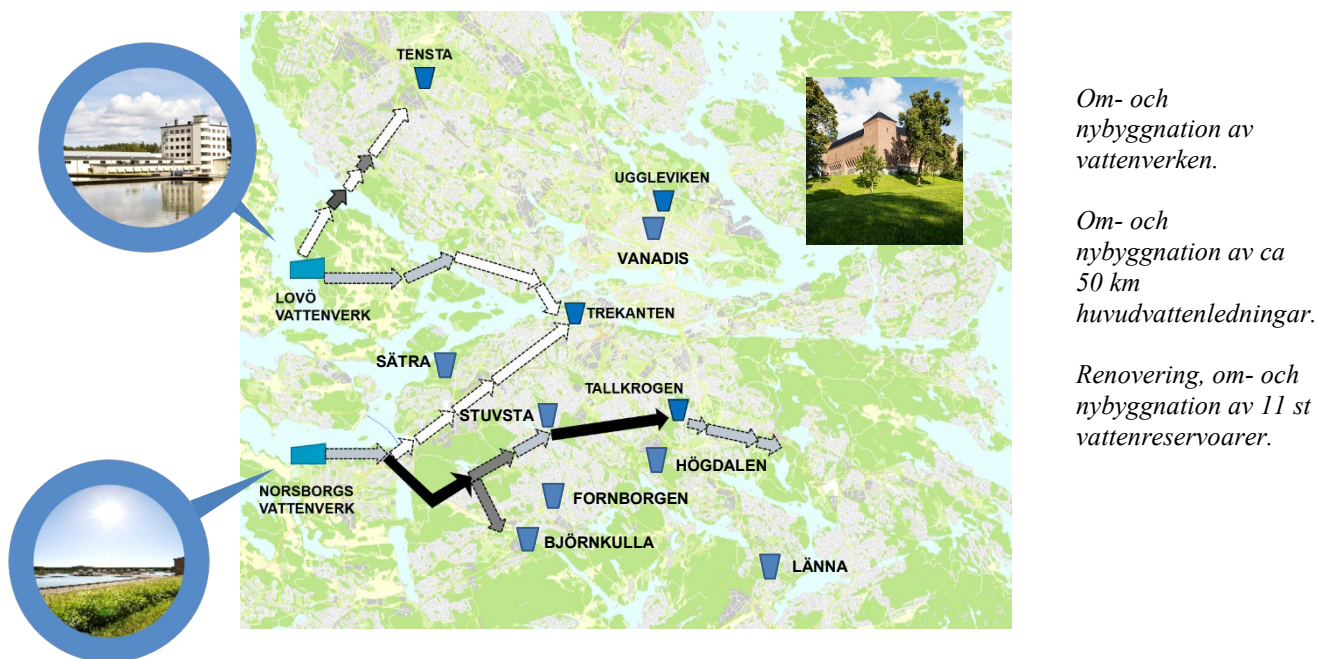 TENSTA
UGGLEVIKEN
VANADIS
LOVÖ
VATTENVERK
TREKANTEN
SÄTRA
TALLKROGEN
STUVSTA
HÖGDALEN
NORSBORGS
VATTENVERK
FORNBORGEN
BJÖRNKULLA
LÄNNA
Om- och
nybyggnation av
vattenverken.
Om- och
nybyggnation av ca
50 km
huvudvattenledningar.
Renovering, om- och
nybyggnation av 11 st
vattenreservoarer.